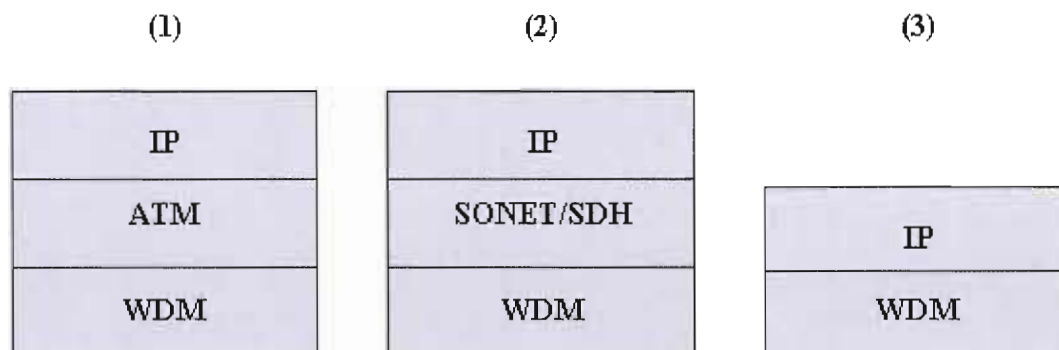 (1)
(2)
(3)
IP
ATM
WDM
IP
SONET/SDH
WDM
IP
WDM